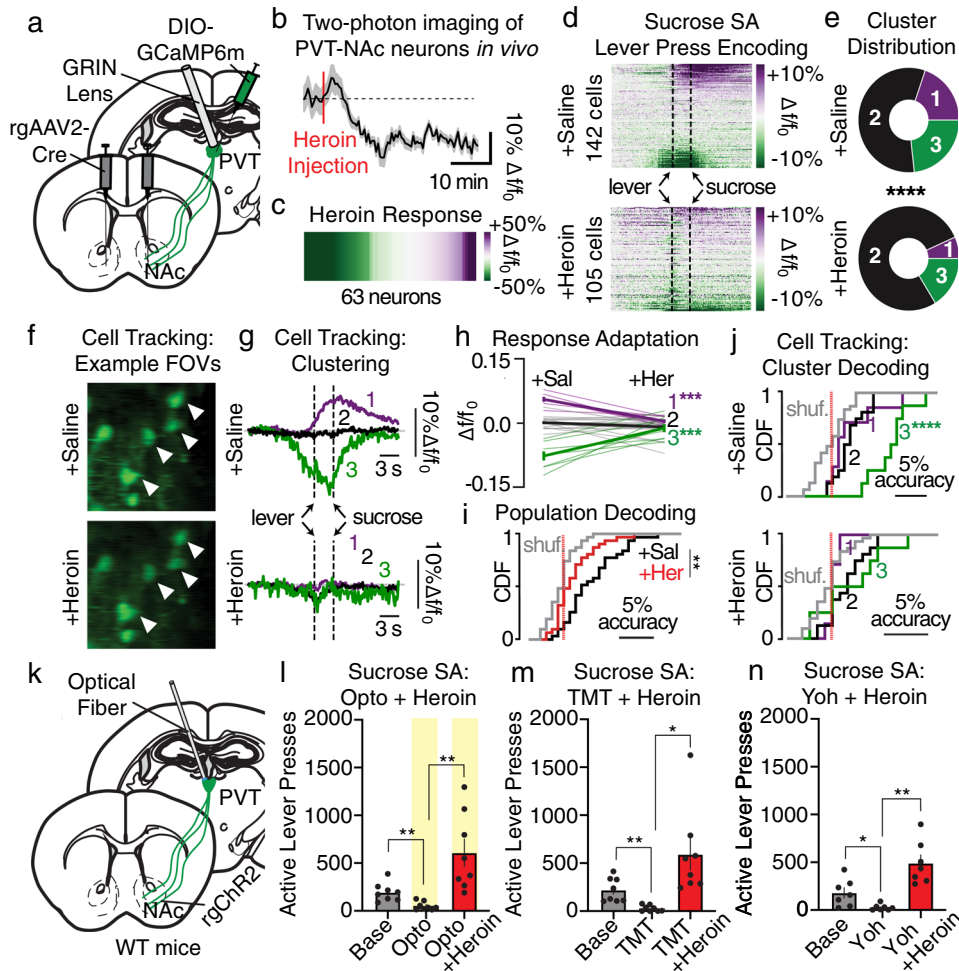 a
DIO-
GCaMP6m
GRIN
Lens
rgAAV2-
Cre
PVT
NAc
b
Two-photon imaging of
PVT-NAc neurons in vivo
Heroin
Injection
10% Δf/f0
10 min
c
Heroin Response
+50%
Δf/f0
-50%
63 neurons
d
Sucrose SA
Lever Press Encoding
+Saline
142 cells
+10%
Δf/f0
-10%
lever
sucrose
+Heroin
105 cells
+10%
Δf/f0
-10%
e
Cluster
Distribution
+Saline
1
2
3
****
+Heroin
1
2
3
f
Cell Tracking:
Example FOVs
+Saline
+Heroin
g
Cell Tracking:
Clustering
1
2
3
10%Δf/f0
3 s
lever
sucrose
1
2
3
10%Δf/f0
3 s
h
Response Adaptation
0.15
0.00
-0.15
Δf/f0
+Sal
+Her
1***
2
3****
i
Population Decoding
1
0
CDF
shuf.
+Sal
+Her
**
5%
accuracy
j
Cell Tracking:
Cluster Decoding
+Saline
CDF
1
0
shuf.
1
2
3****
5%
accuracy
+Heroin
CDF
1
0
shuf.
1
2
3
5%
accuracy
k
Optical
Fiber
PVT
NAc
rgChR2
WT mice
l
Sucrose SA:
Opto + Heroin
Active Lever Presses
2000
1500
1000
500
0
**
**
Base
Opto
Opto
+Heroin
m
Sucrose SA:
TMT + Heroin
Active Lever Presses
2000
1500
1000
500
0
**
*
Base
TMT
TMT
+Heroin
n
Sucrose SA:
Yoh + Heroin
Active Lever Presses
2000
1500
1000
500
0
*
**
Base
Yoh
Yoh
+Heroin